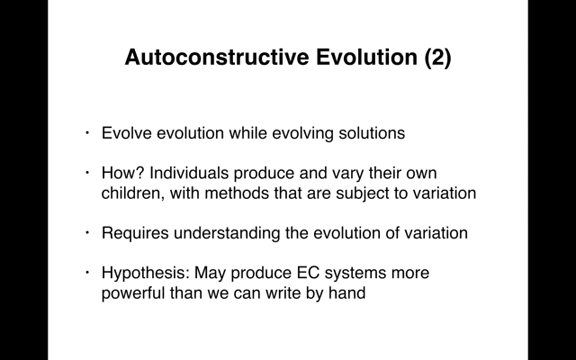 Autoconstructive Evolution (2)
• Evolve evolution while evolving solutions
• How? Individuals produce and vary their own
children, with methods that are subject to variation
• Requires understanding the evolution of variation
• Hypothesis: May produce EC systems more
powerful than we can write by hand